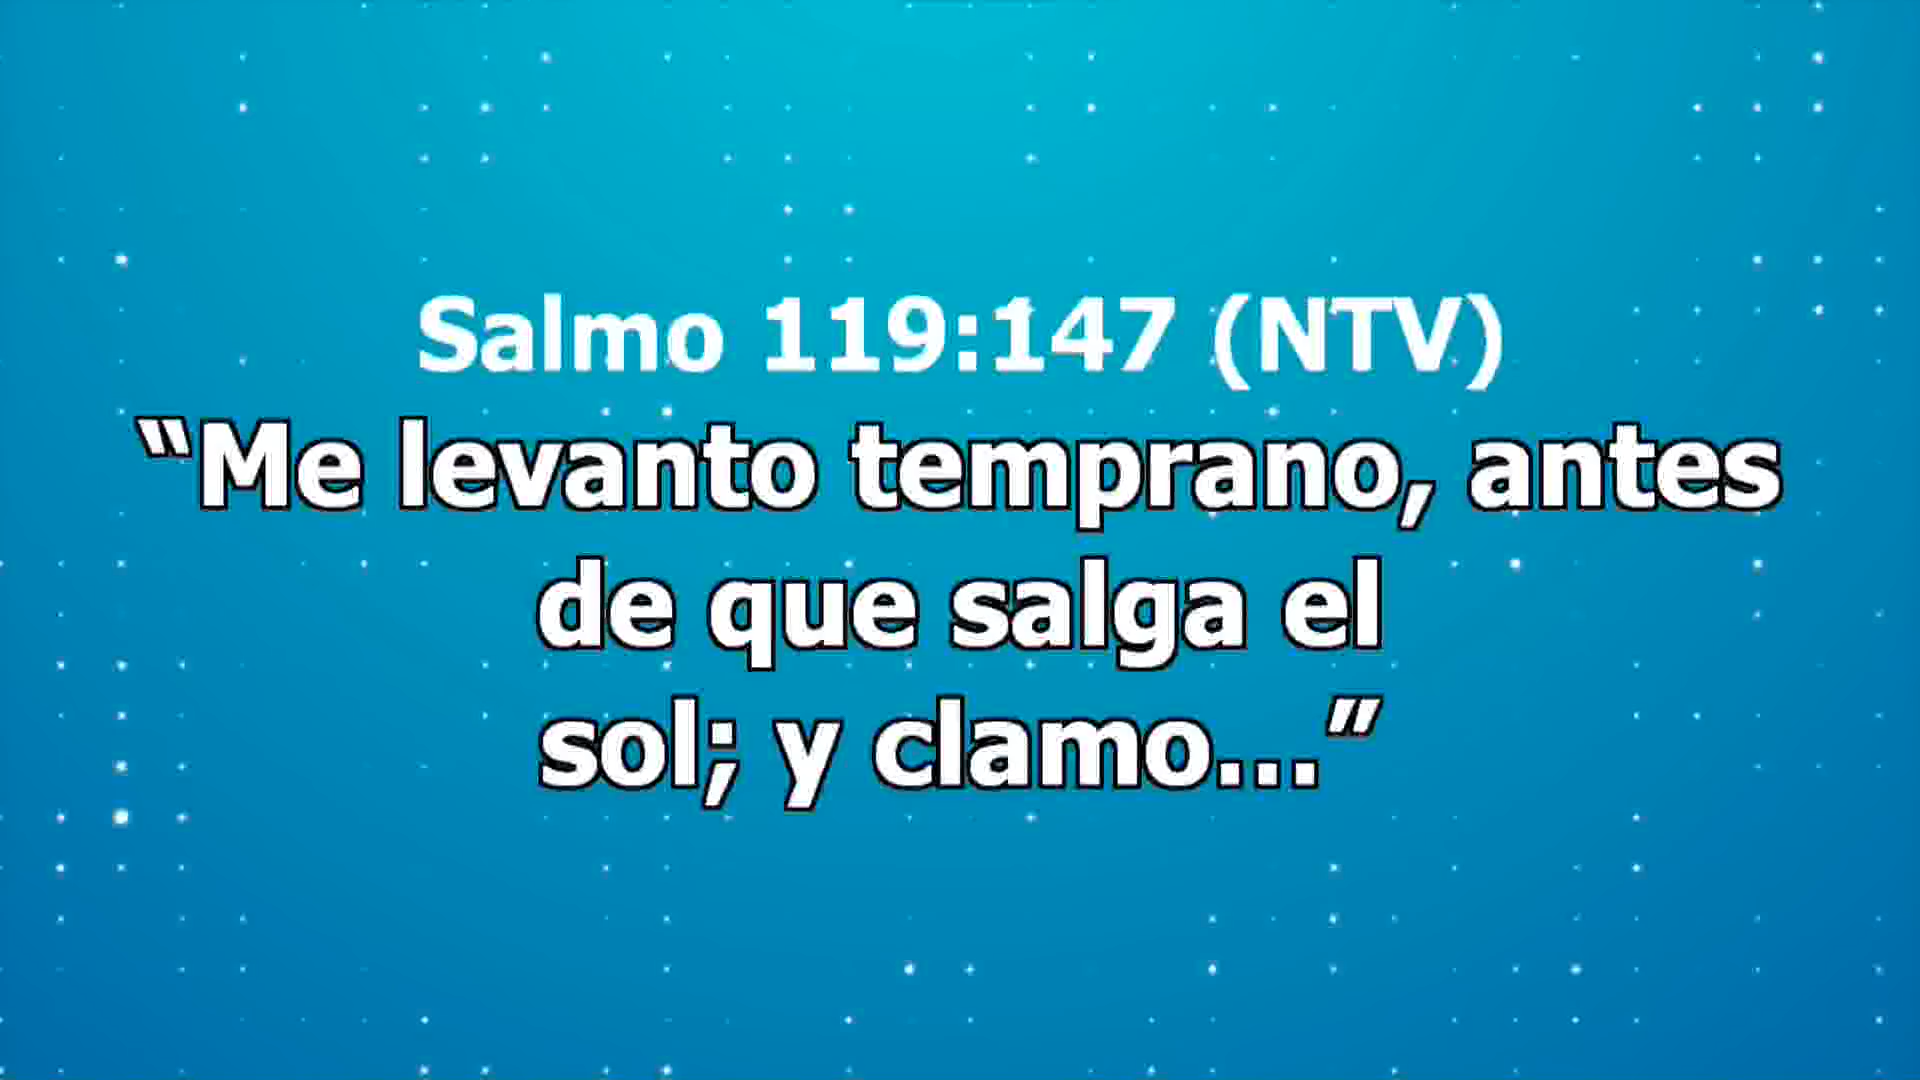 Salmo 119:147 (NTV)
“Me levanto temprano, antes
de que salga el
sol; y clamo...”